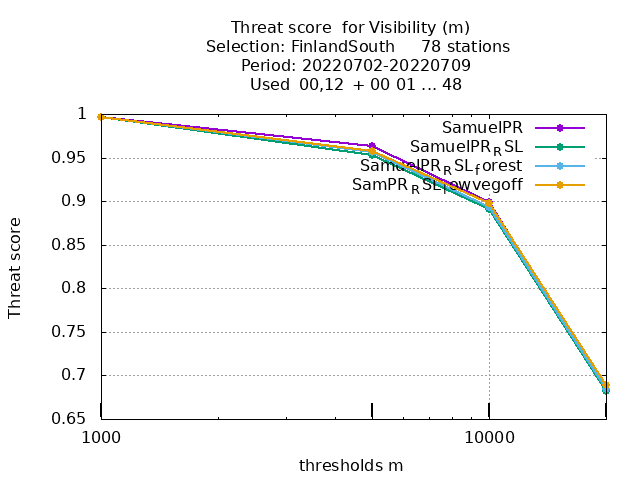 Threat score  for Visibility (m)
Selection: FinlandSouth     78 stations
Period: 20220702-20220709
Used  00,12  + 00 01 ... 48
SamuelPR
SamuelPR_RSL
SamuelPR_RSL_forest
SamPR_RSL_lowvegoff
1
0.95
0.9
0.85
0.8
0.75
0.7
0.65
Threat score
1000
10000
thresholds m